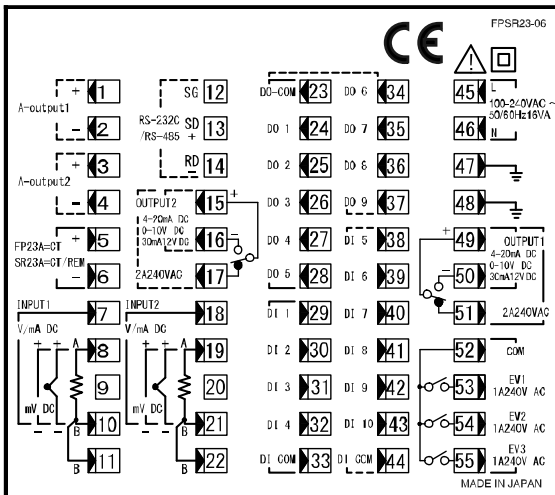 FPSR23-06
CE
A-output1
+ 1
- 2
A-output2
+ 3
- 4
FP23A=CT
SR23A=CT/REM
+ 5
- 6
INPUT1
7
V/mA DC
+ + A 8
9
mV DC
- - B 10
B 11
SG 12
RS-232C
/RS-485
SD + 13
RD - 14
OUTPUT2
15 +
4-20mA DC
0-10V DC
30mA12V DC
16 -
2A240VAC
17
INPUT2
18
V/mA DC
+ + A 19
20
mV DC
- - B 21
B 22
DO-COM 23
DO 1 24
DO 2 25
DO 3 26
DO 4 27
DO 5 28
DI 1 29
DI 2 30
DI 3 31
DI 4 32
DI COM 33
DO 6 34
DO 7 35
DO 8 36
DO 9 37
DI 5 38
DI 6 39
DI 7 40
DI 8 41
DI 9 42
DI 10 43
DI COM 44
45 L
100-240VAC ~
50/60Hz16VA
46 N
47
48
+ 49
OUTPUT1
4-20mA DC
0-10V DC
30mA12V DC
- 50
51
2A240VAC
52 COM
53 EV1
1A240V AC
54 EV2
1A240V AC
55 EV3
1A240V AC
MADE IN JAPAN